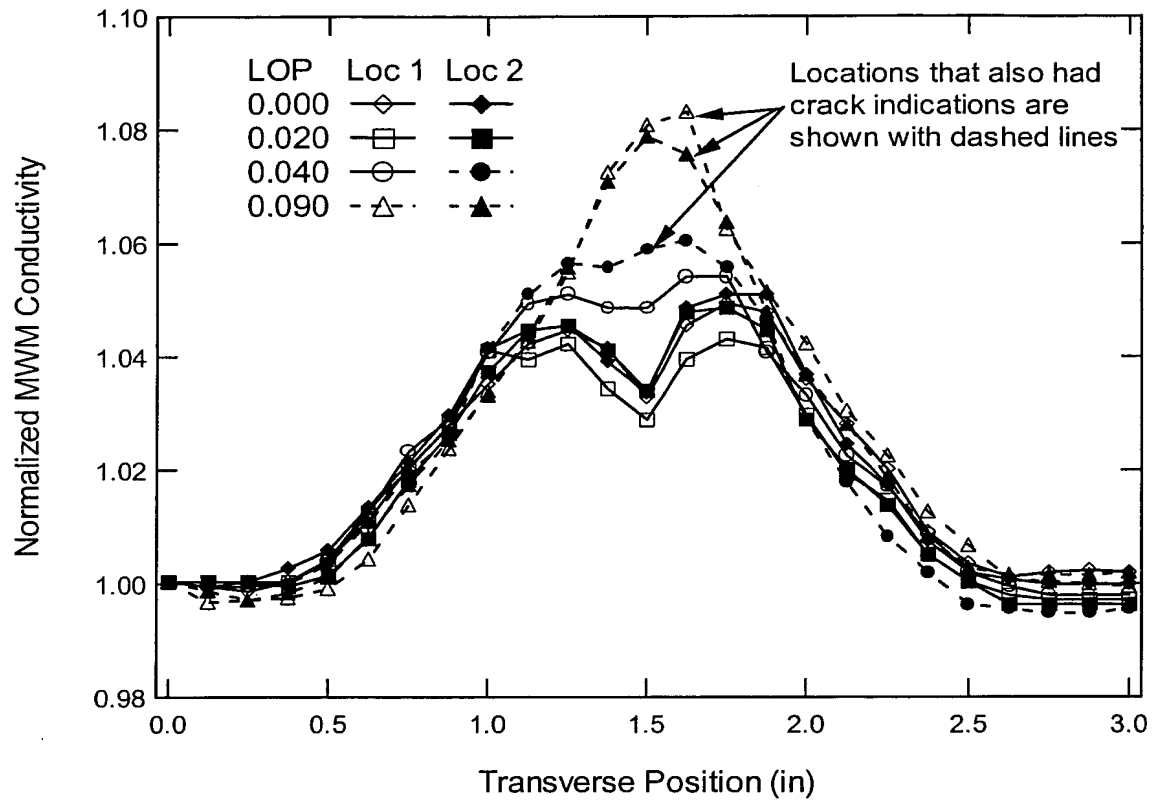 1.10
1.08
1.06
1.04
1.02
1.00
0.98
Normalized MWM Conductivity
LOP Loc 1 Loc 2
0.000
0.020
0.040
0.090
Locations that also had
crack indications are
shown with dashed lines
0.0 0.5 1.0 1.5 2.0 2.5 3.0
Transverse Position (in)